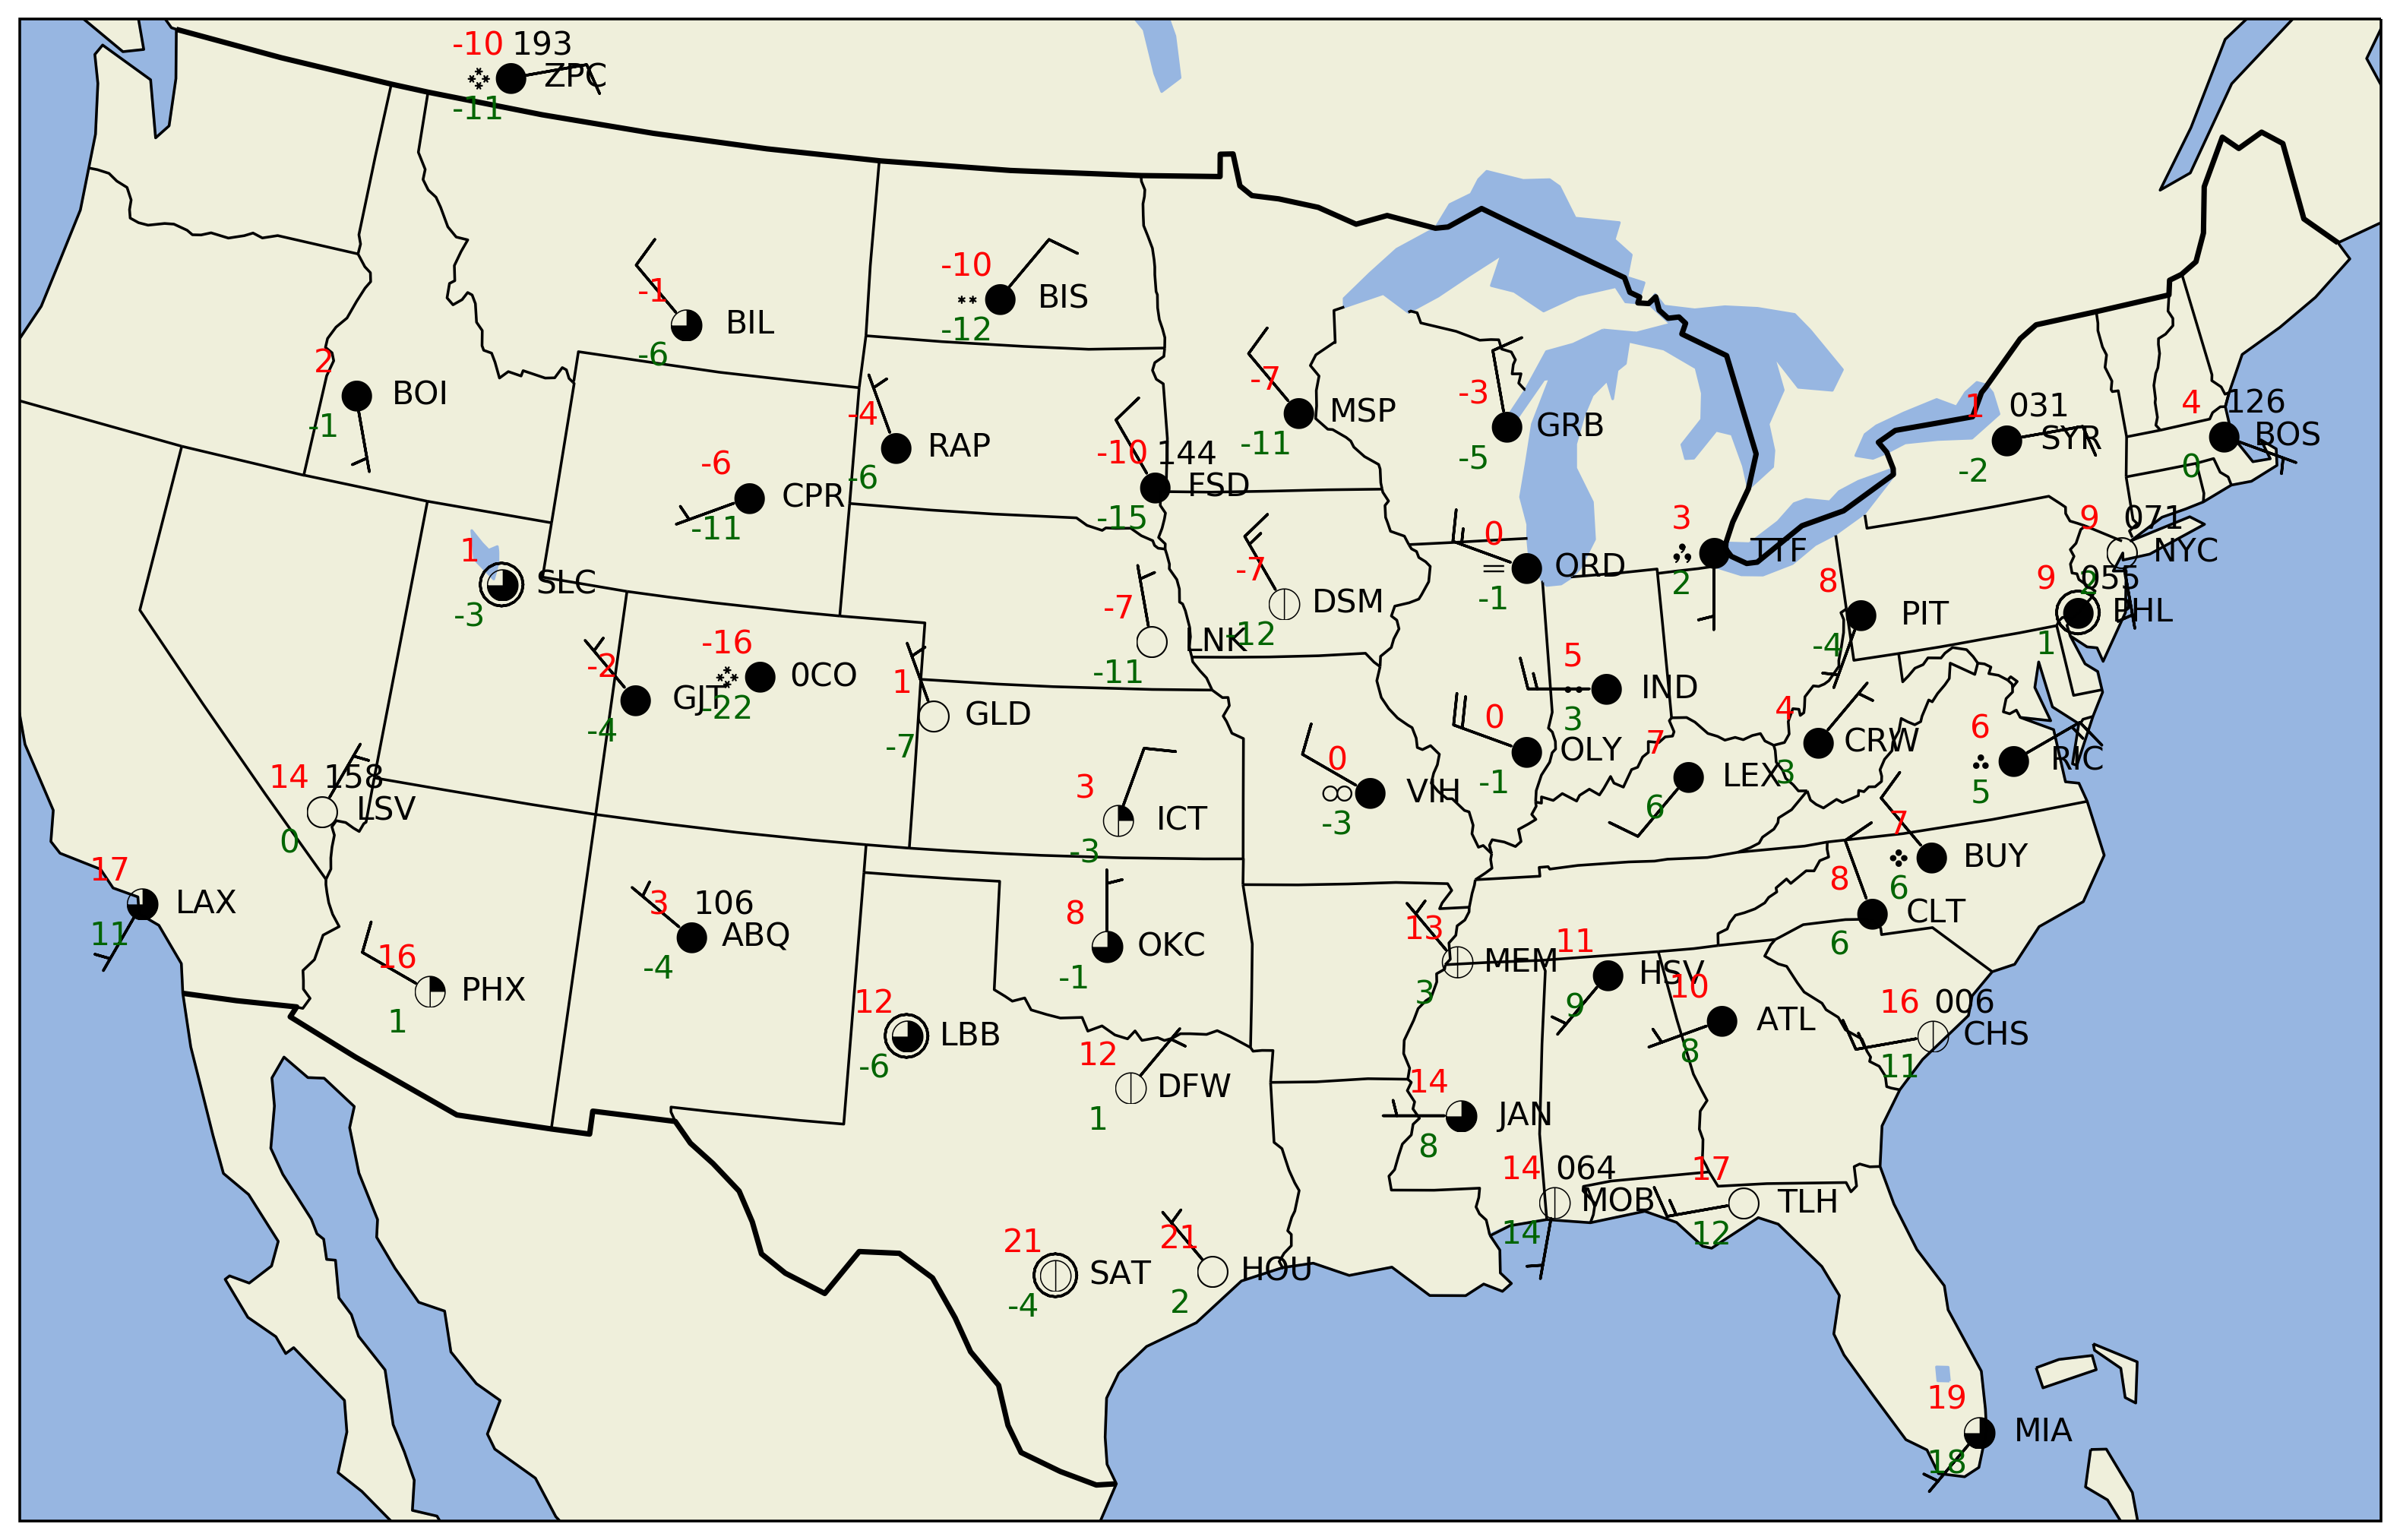 -10 193
ZPC
-11
-1
BIL
-6
-10
BIS
-12
2
BOI
-1
-4
RAP
-6
-6
CPR
-11
-10 144
FSD
-15
-7
MSP
-11
-3
GRB
-5
1 031
SYR
-2
4 126
BOS
0
1
SLC
-3
-7
LNK
-11
-7
DSM
-12
0
ORD
-1
3
TTF
2
9 071
NYC
2
9 055
PHL
1
8
PIT
-4
-2
GJT
-4
-16
0CO
-22
1
GLD
-7
5
IND
3
0
OLY
-1
7
LEX
6
4
CRW
3
6
RIC
5
14 158
LSV
0
3
ICT
-3
0
VIH
-3
7
BUY
6
17
LAX
11
16
PHX
1
3 106
ABQ
-4
8
OKC
-1
13
MEM
3
11
HSV
9
8
CLT
6
12
LBB
-6
12
DFW
1
10
ATL
8
16 006
CHS
11
14
JAN
8
14 064
MOB
14
17
TLH
12
21
SAT
-4
21
HOU
2
19
MIA
18